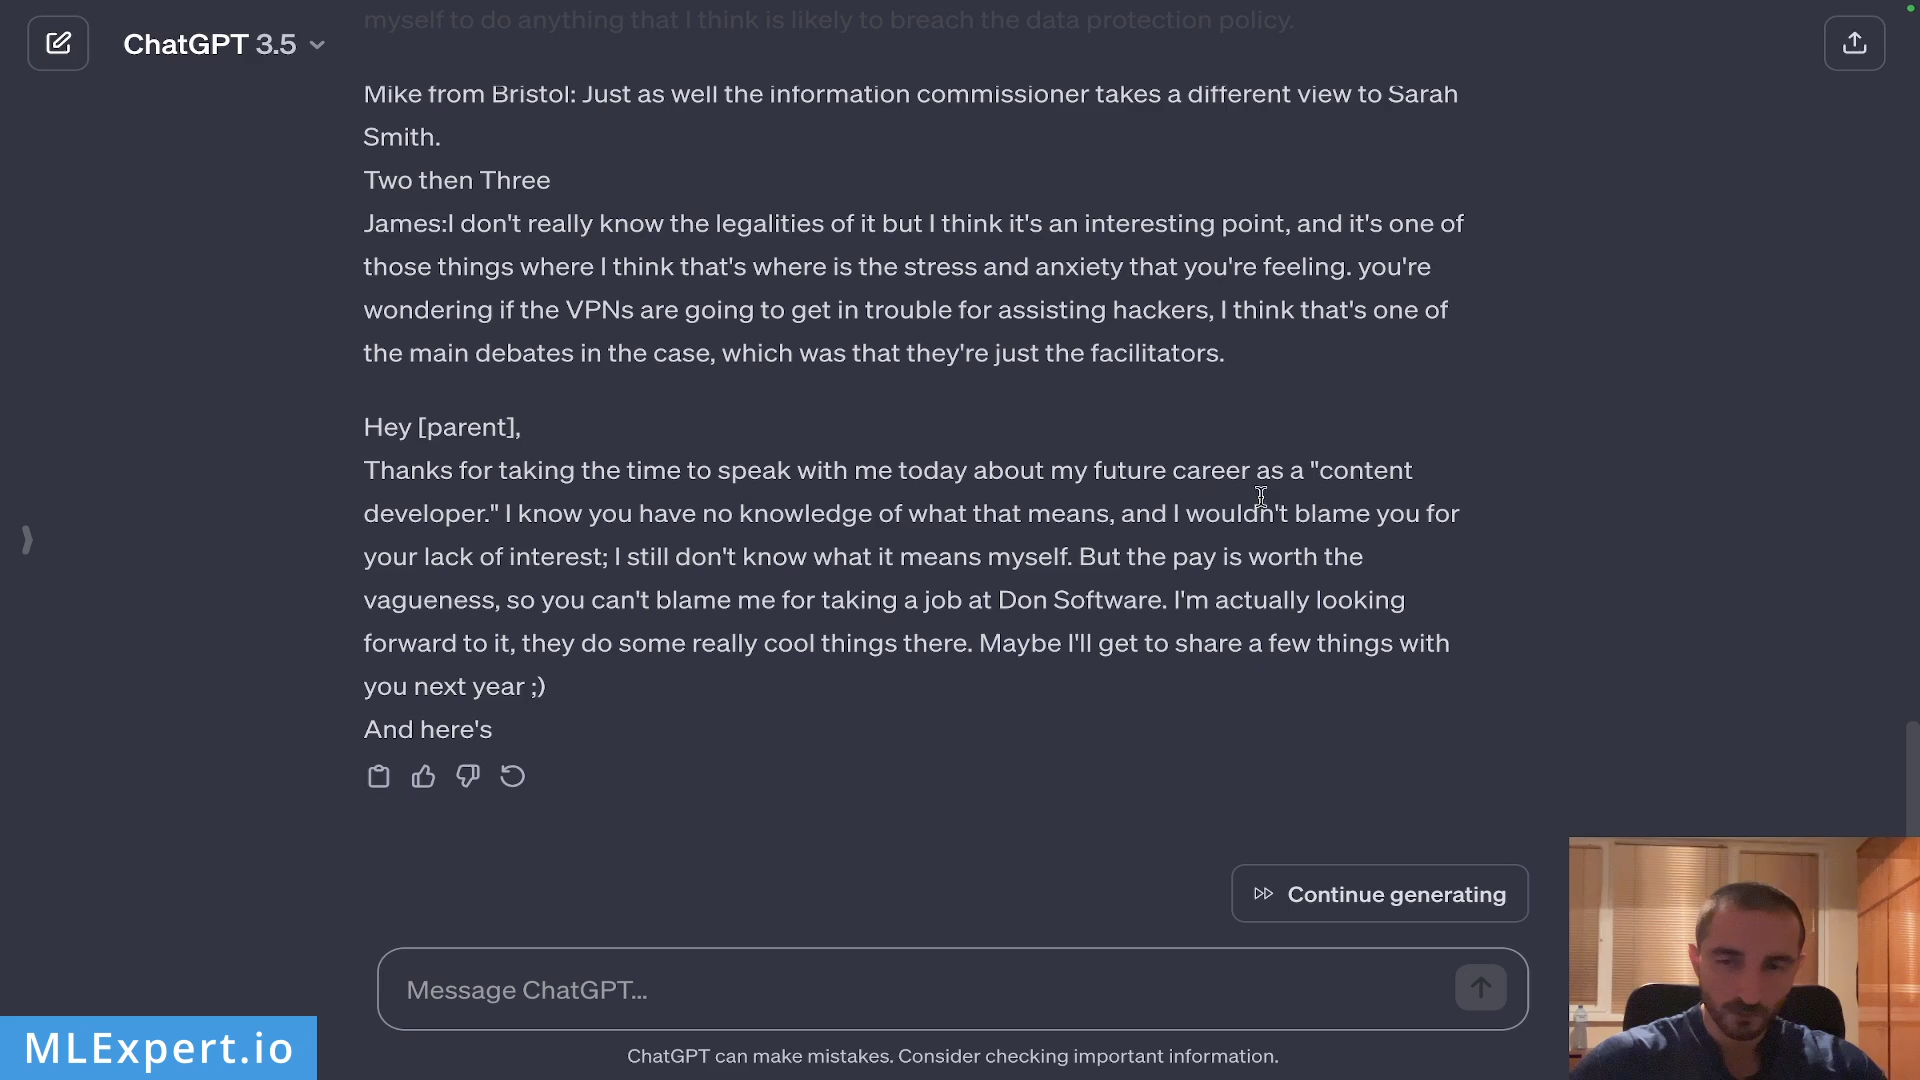 myself to do anything that I think is likely to breach the data protection policy.
ChatGPT 3.5
Mike from Bristol: Just as well the information commissioner takes a different view to Sarah
Smith.
Two then Three
James:I don't really know the legalities of it but I think it's an interesting point, and it's one of
those things where I think that's where is the stress and anxiety that you're feeling. you're
wondering if the VPNs are going to get in trouble for assisting hackers, I think that's one of
the main debates in the case, which was that they're just the facilitators.
Hey [parent],
Thanks for taking the time to speak with me today about my future career as a "content
developer." I know you have no knowledge of what that means, and I wouldn't blame you for
your lack of interest; I still don't know what it means myself. But the pay is worth the
vagueness, so you can't blame me for taking a job at Don Software. I'm actually looking
forward to it, they do some really cool things there. Maybe I'll get to share a few things with
you next year ;)
And here's
Continue generating
Message ChatGPT...
MLExpert.io
ChatGPT can make mistakes. Consider checking important information.